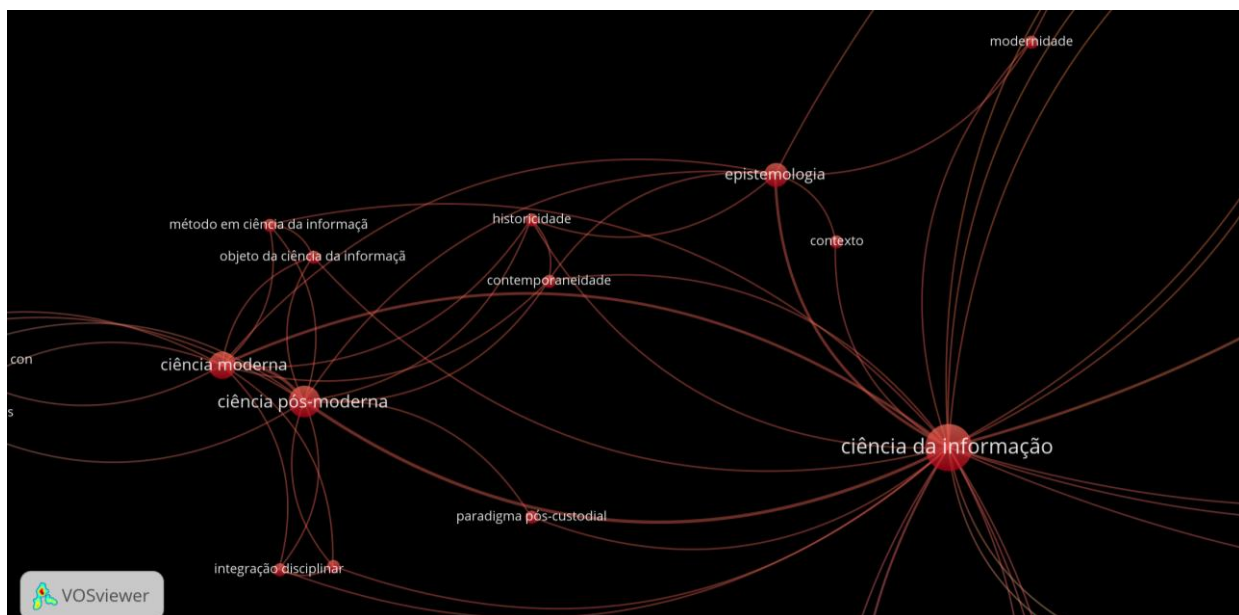 modernidade
epistemologia
método em ciência da informaçã
historicidade
contexto
objeto da ciência da informaçã
contemporaneidade
con
ciência moderna
ciência pós-moderna
s
ciência da informação
paradigma pós-custodial
integração disciplinar
VOSviewer